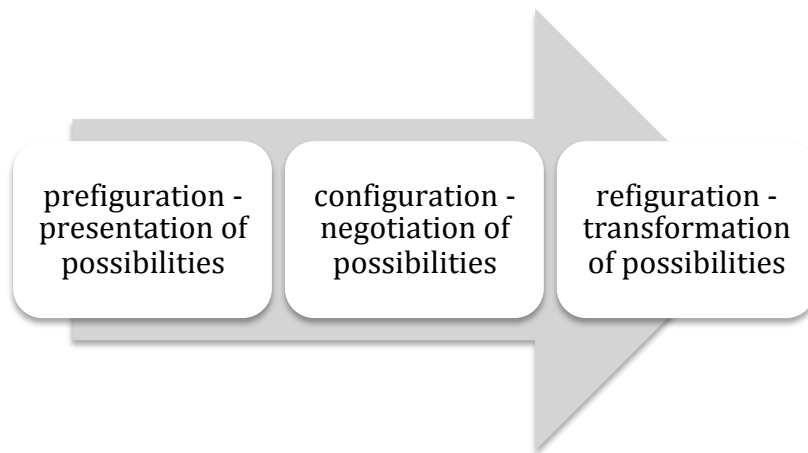 prefiguration -
presentation of
possibilities
configuration -
negotiation of
possibilities
refiguration -
transformation
of possibilities